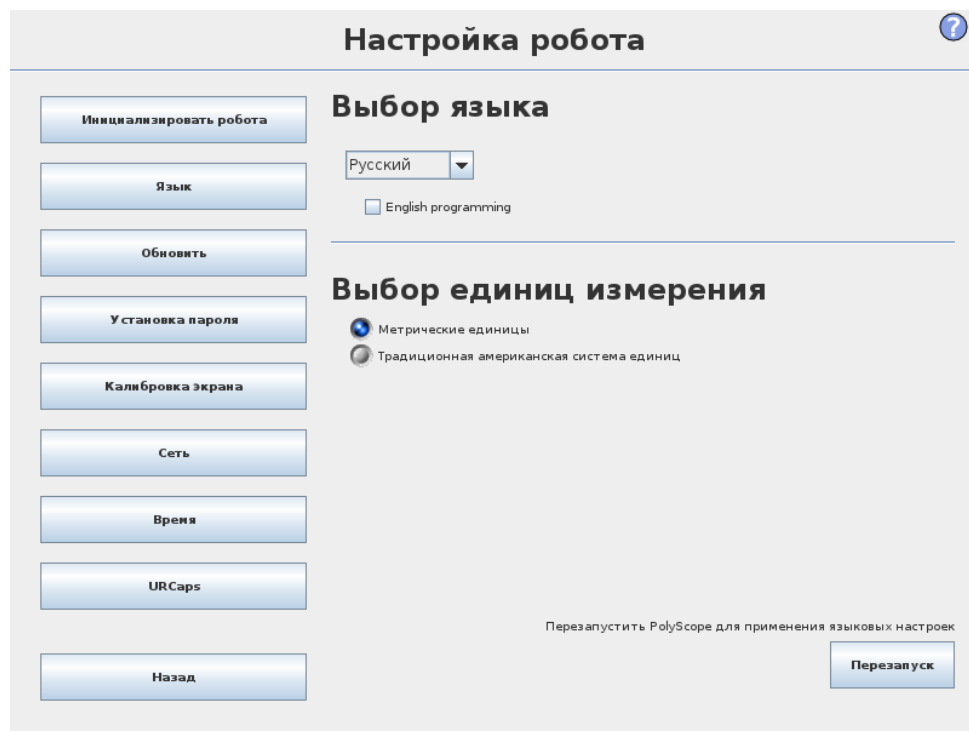 Настройка робота
?
Инициализировать робота
Язык
Обновить
Установка пароля
Калибровка экрана
Сеть
Время
URCaps
Назад
Выбор языка
Русский
English programming
Выбор единиц измерения
Метрические единицы
Традиционная американская система единиц
Перезапустить PolyScope для применения языковых настроек
Перезапуск